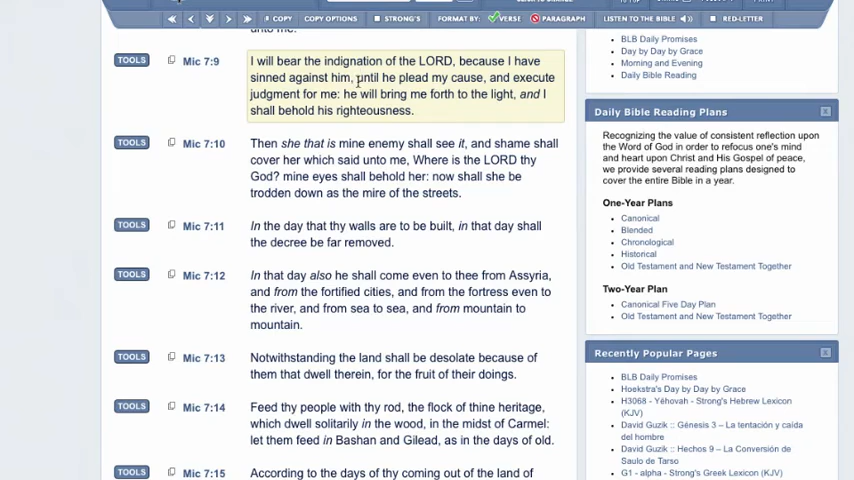 COPY
COPY OPTIONS
STRONG'S
FORMAT BY:
VERSE
PARAGRAPH
LISTEN TO THE BIBLE
RED-LETTER
unto me.
TOOLS
Mic 7:9
I will bear the indignation of the LORD, because I have
sinned against him, until he plead my cause, and execute
judgment for me: he will bring me forth to the light, and I
shall behold his righteousness.
TOOLS
Mic 7:10
Then she that is mine enemy shall see it, and shame shall
cover her which said unto me, Where is the LORD thy
God? mine eyes shall behold her: now shall she be
trodden down as the mire of the streets.
TOOLS
Mic 7:11
In the day that thy walls are to be built, in that day shall
the decree be far removed.
TOOLS
Mic 7:12
In that day also he shall come even to thee from Assyria,
and from the fortified cities, and from the fortress even to
the river, and from sea to sea, and from mountain to
mountain.
TOOLS
Mic 7:13
Notwithstanding the land shall be desolate because of
them that dwell therein, for the fruit of their doings.
TOOLS
Mic 7:14
Feed thy people with thy rod, the flock of thine heritage,
which dwell solitarily in the wood, in the midst of Carmel:
let them feed in Bashan and Gilead, as in the days of old.
TOOLS
Mic 7:15
According to the days of thy coming out of the land of
BLB Daily Promises
Day by Day by Grace
Morning and Evening
Daily Bible Reading
Daily Bible Reading Plans
Recognizing the value of consistent reflection upon
the Word of God in order to refocus one's mind
and heart upon Christ and His Gospel of peace,
we provide several reading plans designed to
cover the entire Bible in a year.
One-Year Plans
Canonical
Blended
Chronological
Historical
Old Testament and New Testament Together
Two-Year Plan
Canonical Five Day Plan
Old Testament and New Testament Together
Recently Popular Pages
BLB Daily Promises
Hoekstra's Day by Day by Grace
H3068 - Yĕhovah - Strong's Hebrew Lexicon
(KJV)
David Guzik :: Génesis 3 – La tentación y caída
del hombre
David Guzik :: Hechos 9 – La Conversión de
Saulo de Tarso
G1 - alpha - Strong's Greek Lexicon (KJV)